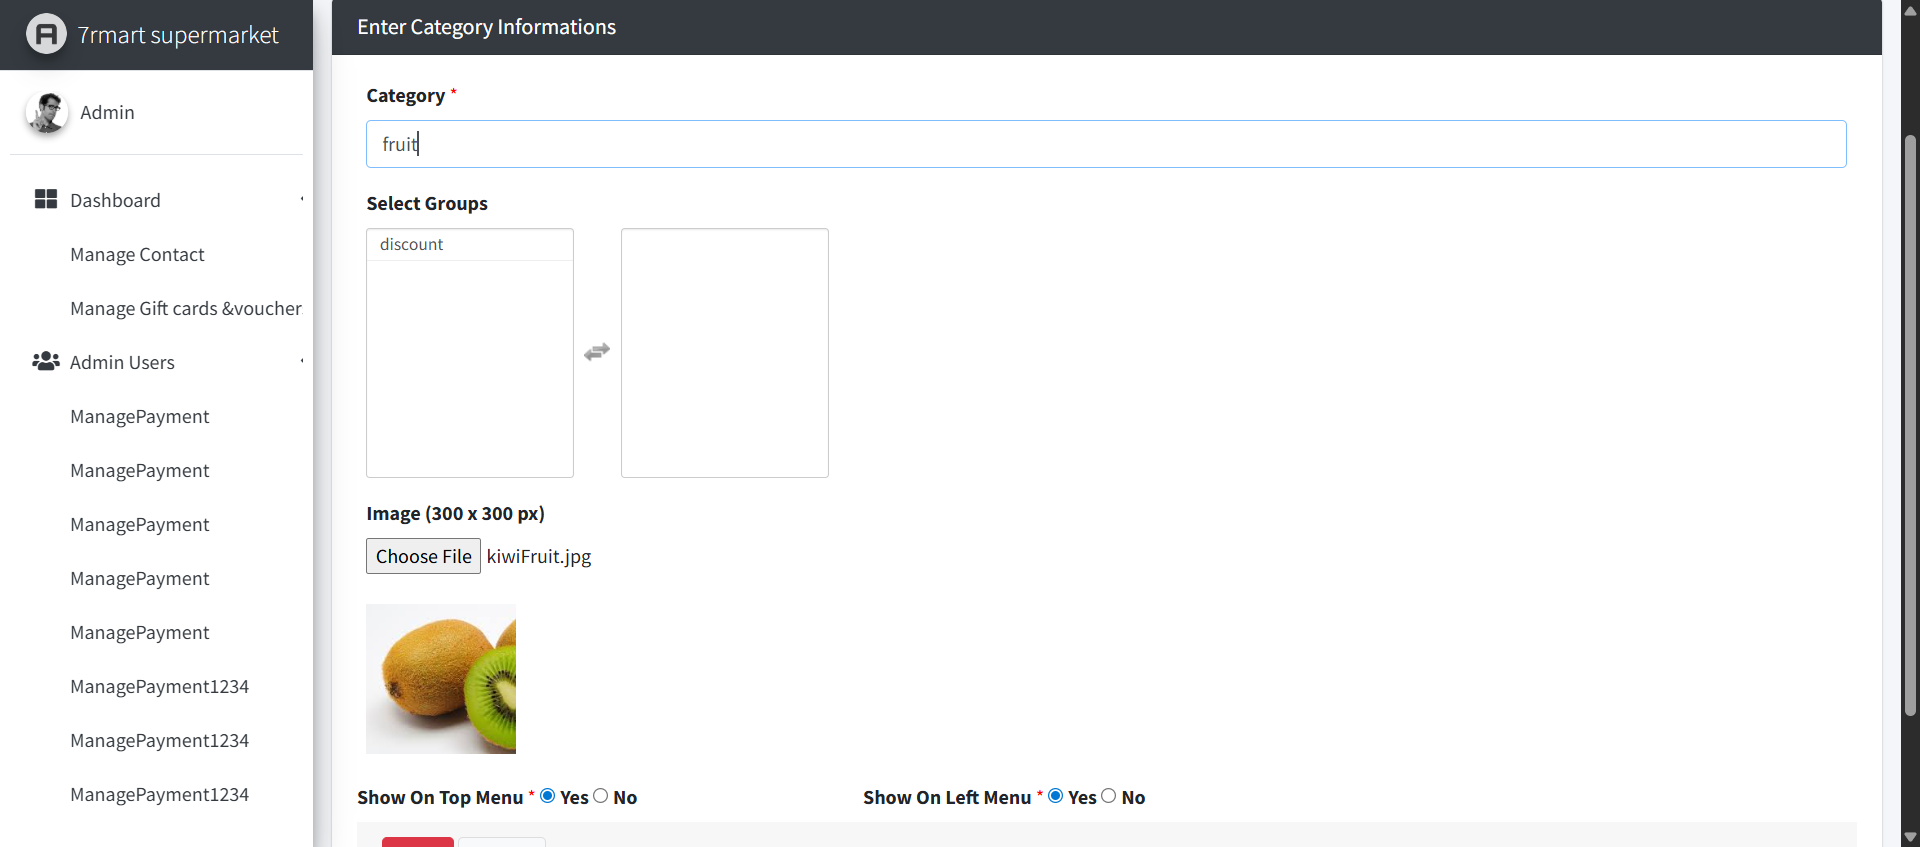 7rmart supermarket
Admin
Dashboard
Manage Contact
Manage Gift cards &voucher
Admin Users
ManagePayment
ManagePayment
ManagePayment
ManagePayment
ManagePayment
ManagePayment1234
ManagePayment1234
ManagePayment1234
Enter Category Informations
Category *
fruit
Select Groups
discount
Image (300 x 300 px)
Choose File kiwiFruit.jpg
Show On Top Menu * Yes No
Show On Left Menu * Yes No